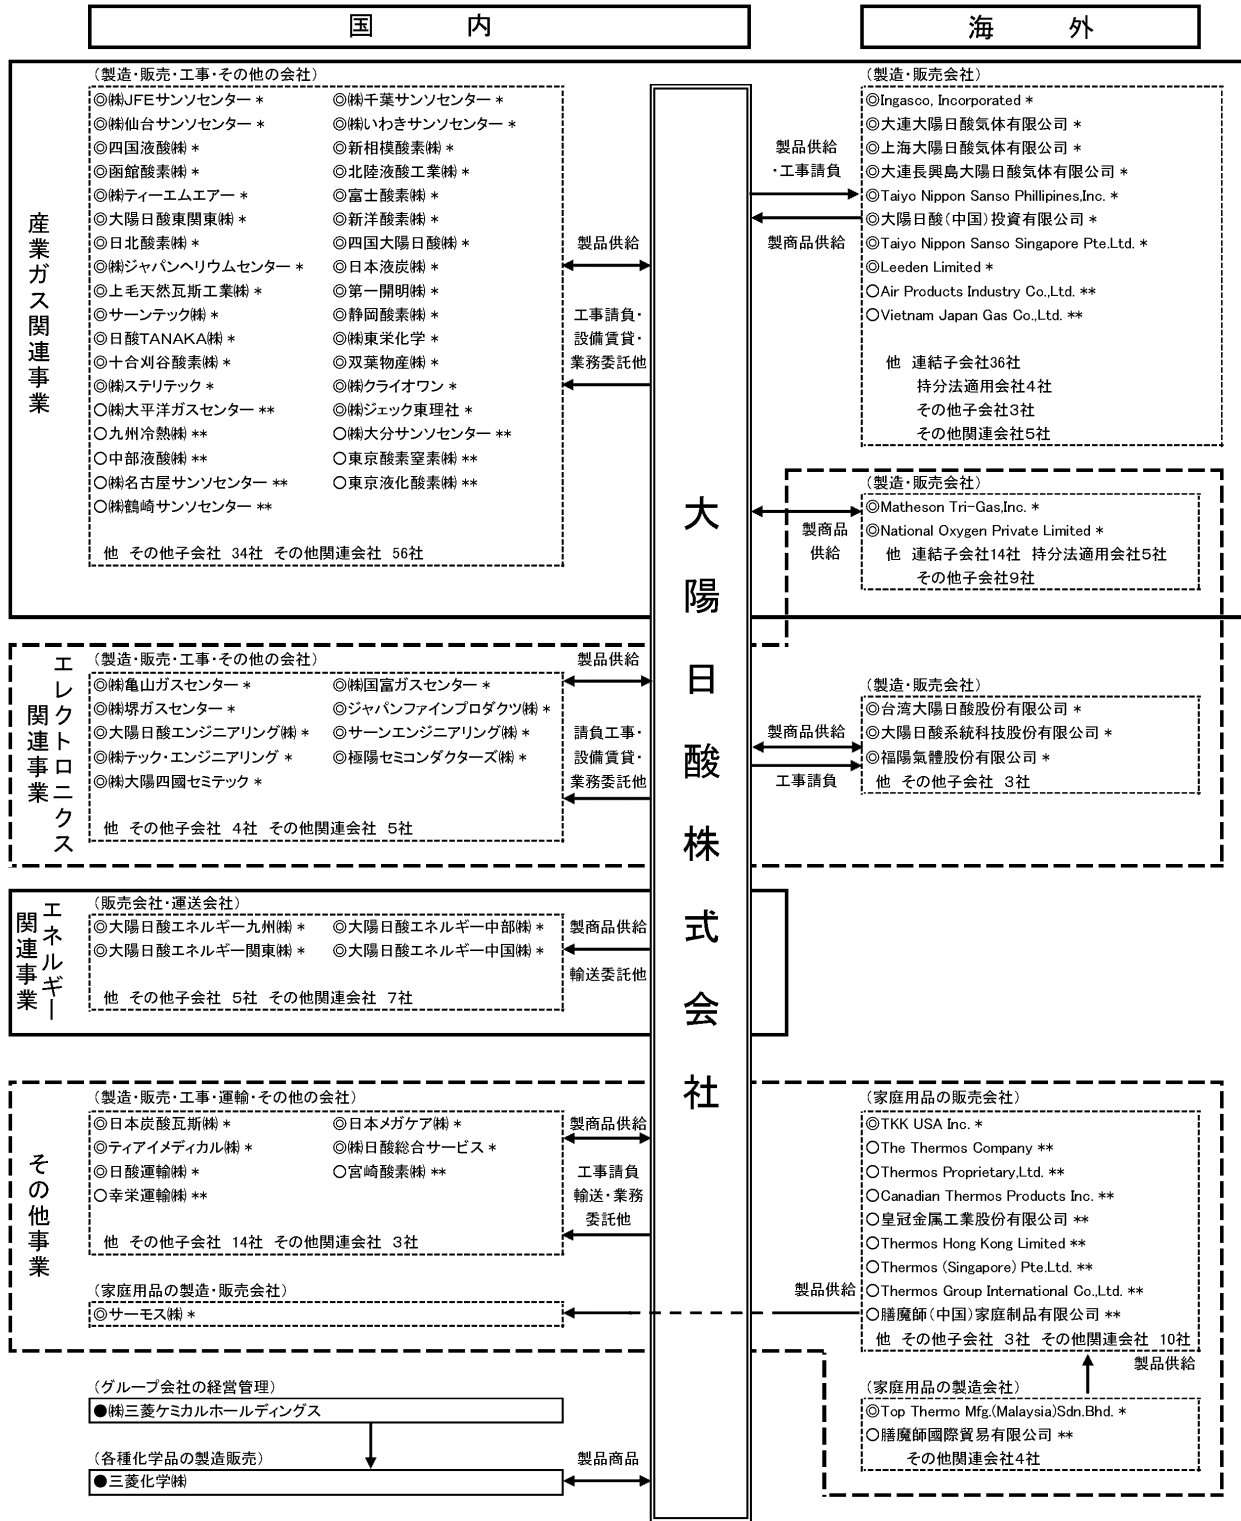 国　内
海　外
産業ガス関連事業
（製造・販売・工事・その他の会社）
◎㈱JFEサンソセンター * ◎㈱千葉サンソセンター *
◎㈱仙台サンソセンター * ◎㈱いわきサンソセンター *
◎四国液酸㈱ * ◎新相模酸素㈱ *
◎函館酸素㈱ * ◎北陸液酸工業㈱ *
◎㈱ティーエムエアー * ◎富士酸素㈱ *
◎大陽日酸東関東㈱ * ◎新洋酸素㈱ *
◎日北酸素㈱ * ◎四国大陽日酸㈱ *
◎㈱ジャパンヘリウムセンター * ◎日本液炭㈱ *
◎上毛天然瓦斯工業㈱ * ◎第一開明㈱ *
◎サーンテック㈱ * ◎静岡酸素㈱ *
◎日酸TANAKA㈱ * ◎㈱東栄化学 *
◎十合刈谷酸素㈱ * ◎双葉物産㈱ *
◎㈱ステリテック * ◎㈱クライオワン *
○㈱大平洋ガスセンター ** ◎㈱ジェック東理社 *
○九州冷熱㈱ ** ○㈱大分サンソセンター **
○中部液酸㈱ ** ○東京酸素窒素㈱ **
○㈱名古屋サンソセンター ** ○東京液化酸素㈱ **
○㈱鶴崎サンソセンター **
他 その他子会社 34社 その他関連会社 56社
製品供給
工事請負・
設備賃貸・
業務委託他
大陽日酸株式会社
製品供給
・工事請負
製商品供給
（製造・販売会社）
◎Ingasco, Incorporated *
◎大連大陽日酸気体有限公司 *
◎上海大陽日酸気体有限公司 *
◎大連長興島大陽日酸気体有限公司 *
◎Taiyo Nippon Sanso Phillipines,Inc. *
◎大陽日酸（中国）投資有限公司 *
◎Taiyo Nippon Sanso Singapore Pte.Ltd. *
◎Leeden Limited *
○Air Products Industry Co.,Ltd. **
○Vietnam Japan Gas Co.,Ltd. **
他 連結子会社36社
持分法適用会社4社
その他子会社3社
その他関連会社5社
製商品
供給
（製造・販売会社）
◎Matheson Tri-Gas,Inc. *
◎National Oxygen Private Limited *
他 連結子会社14社 持分法適用会社5社
その他子会社9社
エレクトロニクス
関連事業
（製造・販売・工事・その他の会社）
◎㈱亀山ガスセンター * ◎㈱国富ガスセンター *
◎㈱堺ガスセンター * ◎ジャパンファインプロダクツ㈱ *
◎大陽日酸エンジニアリング㈱ * ◎サーンエンジニアリング㈱ *
◎㈱テック・エンジニアリング * ◎極陽セミコンダクターズ㈱ *
◎㈱大陽四國セミテック *
他 その他子会社 4社 その他関連会社 5社
製品供給
請負工事・
設備賃貸・
業務委託他
製商品供給
工事請負
（製造・販売会社）
◎台湾大陽日酸股份有限公司 *
◎大陽日酸系統科技股份有限公司 *
◎福陽氣體股份有限公司 *
他 その他子会社 3社
エネルギー
関連事業
（販売会社・運送会社）
◎大陽日酸エネルギー九州㈱ * ◎大陽日酸エネルギー中部㈱ *
◎大陽日酸エネルギー関東㈱ * ◎大陽日酸エネルギー中国㈱ *
他 その他子会社 5社 その他関連会社 7社
製商品供給
輸送委託他
その他事業
（製造・販売・工事・運輸・その他の会社）
◎日本炭酸瓦斯㈱ * ◎日本メガケア㈱ *
◎ティアイメディカル㈱ * ◎㈱日酸総合サービス *
◎日酸運輸㈱ * ○宮崎酸素㈱ **
○幸栄運輸㈱ **
他 その他子会社 14社 その他関連会社 3社
製商品供給
工事請負
輸送・業務
委託他
（家庭用品の製造・販売会社）
◎サーモス㈱ *
製品供給
（家庭用品の販売会社）
◎TKK USA Inc. *
○The Thermos Company **
○Thermos Proprietary,Ltd. **
○Canadian Thermos Products Inc. **
○皇冠金属工業股份有限公司 **
○Thermos Hong Kong Limited **
○Thermos (Singapore) Pte.Ltd. **
○Thermos Group International Co.,Ltd. **
○膳魔師（中国）家庭制品有限公司 **
他 その他子会社 3社 その他関連会社 10社
製品供給
（家庭用品の製造会社）
◎Top Thermo Mfg.(Malaysia)Sdn.Bhd. *
○膳魔師國際貿易有限公司 **
その他関連会社4社
（グループ会社の経営管理）
●㈱三菱ケミカルホールディングス
（各種化学品の製造販売）
●三菱化学㈱
製品商品